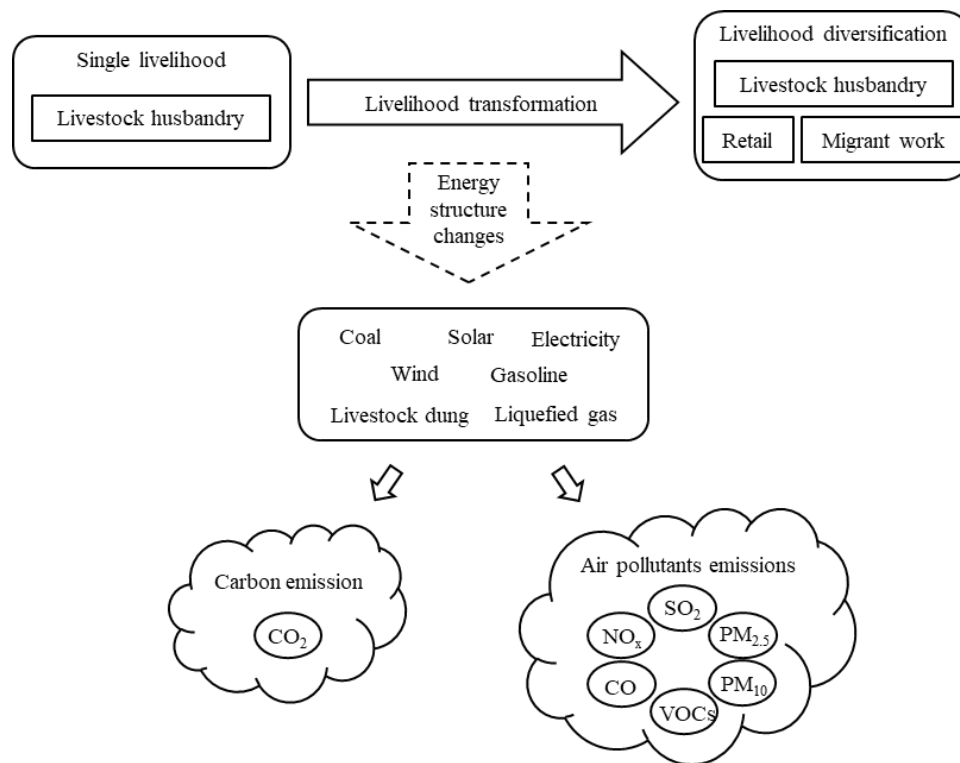 Single livelihood
Livestock husbandry
Livelihood transformation
Livelihood diversification
Livestock husbandry
Retail
Migrant work
Energy
structure
changes
Coal Solar Electricity
Wind Gasoline
Livestock dung Liquefied gas
Carbon emission
CO₂
Air pollutants emissions
SO₂
NOₓ
PM₂.₅
CO
PM₁₀
VOCs